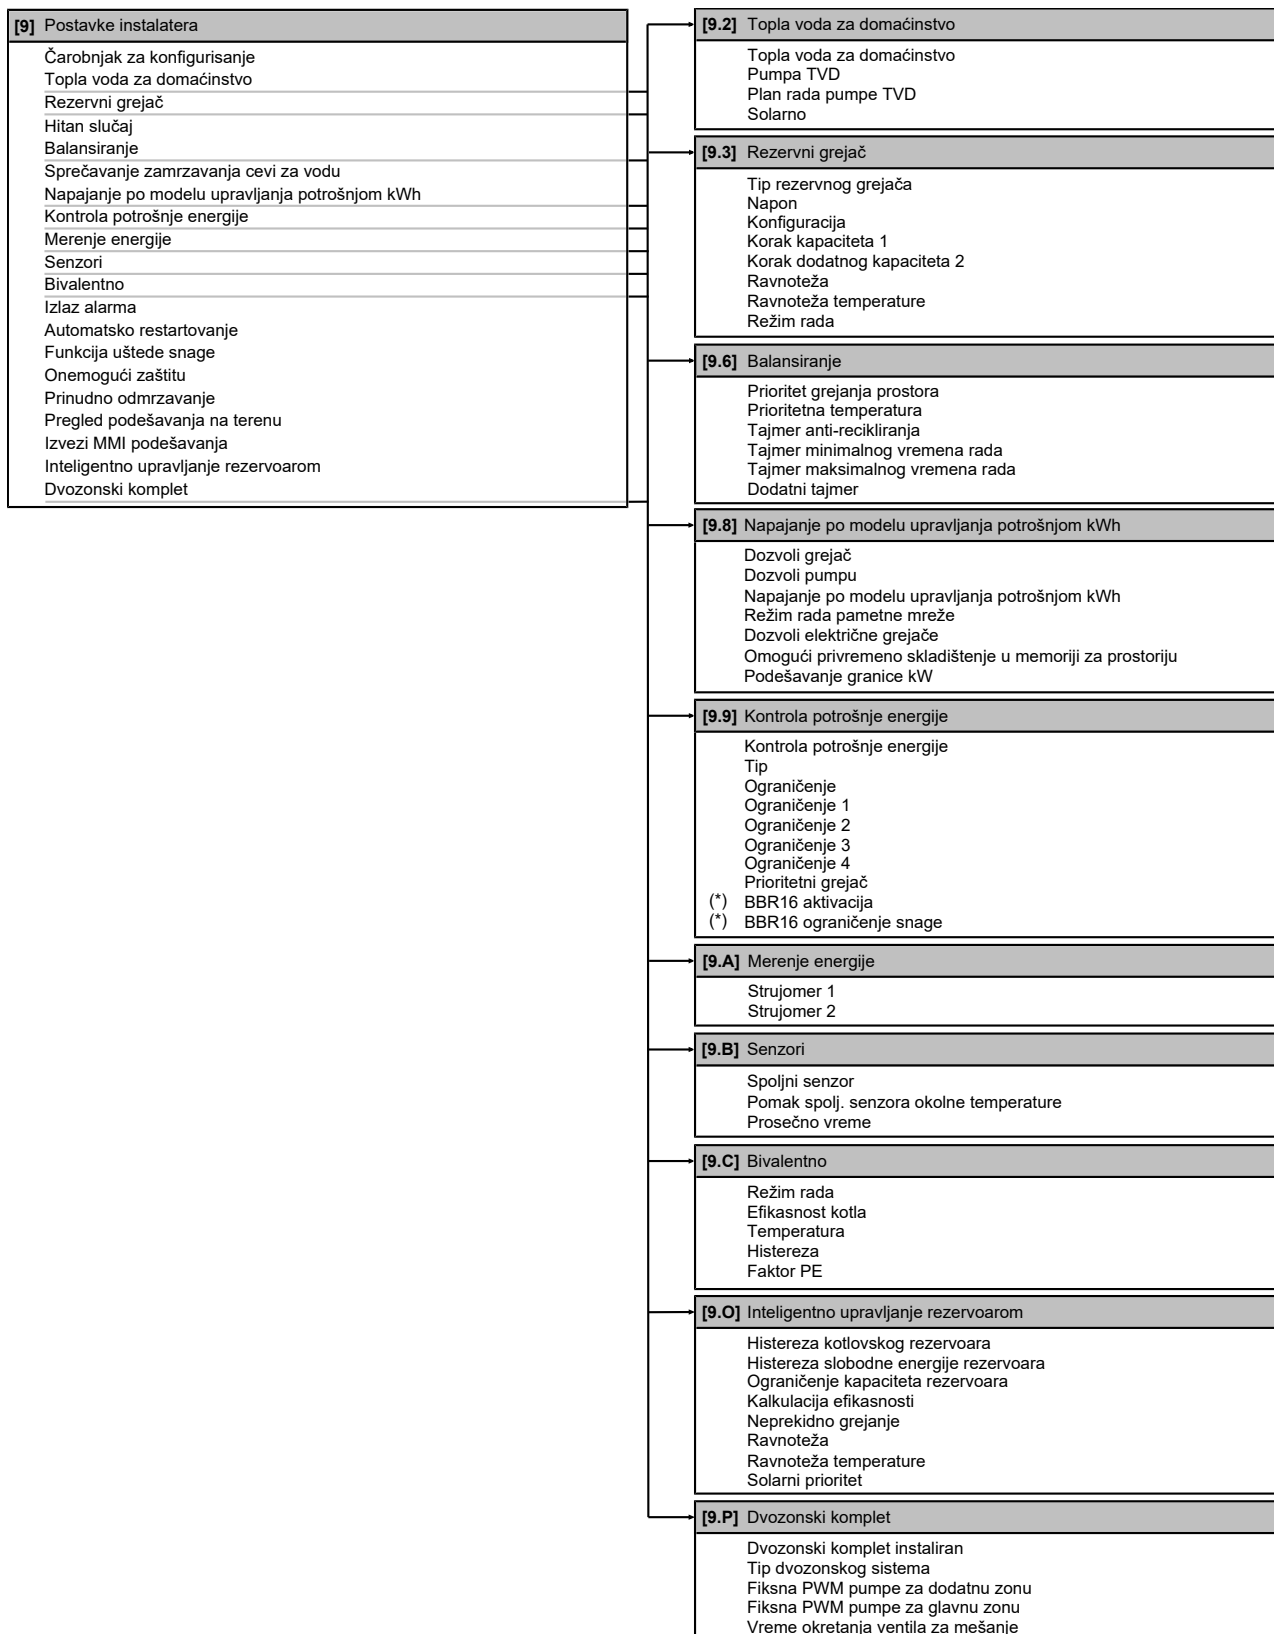 [9] Postavke instalatera
Čarobnjak za konfigurisanje
Topla voda za domaćinstvo
Rezervni grejač
Hitan slučaj
Balansiranje
Sprečavanje zamrzavanja cevi za vodu
Napajanje po modelu upravljanja potrošnjom kWh
Kontrola potrošnje energije
Merenje energije
Senzori
Bivalentno
Izlaz alarma
Automatsko restartovanje
Funkcija uštede snage
Onemogući zaštitu
Prinudno odmrzavanje
Pregled podešavanja na terenu
Izvezi MMI podešavanja
Inteligentno upravljanje rezervoarom
Dvozonski komplet
[9.2] Topla voda za domaćinstvo
Topla voda za domaćinstvo
Pumpa TVD
Plan rada pumpe TVD
Solarno
[9.3] Rezervni grejač
Tip rezervnog grejača
Napon
Konfiguracija
Korak kapaciteta 1
Korak dodatnog kapaciteta 2
Ravnoteža
Ravnoteža temperature
Režim rada
[9.6] Balansiranje
Prioritet grejanja prostora
Prioritetna temperatura
Tajmer anti-recikliranja
Tajmer minimalnog vremena rada
Tajmer maksimalnog vremena rada
Dodatni tajmer
[9.8] Napajanje po modelu upravljanja potrošnjom kWh
Dozvoli grejač
Dozvoli pumpu
Napajanje po modelu upravljanja potrošnjom kWh
Režim rada pametne mreže
Dozvoli električne grejače
Omogući privremeno skladištenje u memoriji za prostoriju
Podešavanje granice kW
[9.9] Kontrola potrošnje energije
Kontrola potrošnje energije
Tip
Ograničenje
Ograničenje 1
Ograničenje 2
Ograničenje 3
Ograničenje 4
Prioritetni grejač
(*) BBR16 aktivacija
(*) BBR16 ograničenje snage
[9.A] Merenje energije
Strujomer 1
Strujomer 2
[9.B] Senzori
Spoljni senzor
Pomak spolj. senzora okolne temperature
Prosečno vreme
[9.C] Bivalentno
Režim rada
Efikasnost kotla
Temperatura
Histereza
Faktor PE
[9.O] Inteligentno upravljanje rezervoarom
Histereza kotlovskog rezervoara
Histereza slobodne energije rezervoara
Ograničenje kapaciteta rezervoara
Kalkulacija efikasnosti
Neprekidno grejanje
Ravnoteža
Ravnoteža temperature
Solarni prioritet
[9.P] Dvozonski komplet
Dvozonski komplet instaliran
Tip dvozonskog sistema
Fiksna PWM pumpe za dodatnu zonu
Fiksna PWM pumpe za glavnu zonu
Vreme okretanja ventila za mešanje